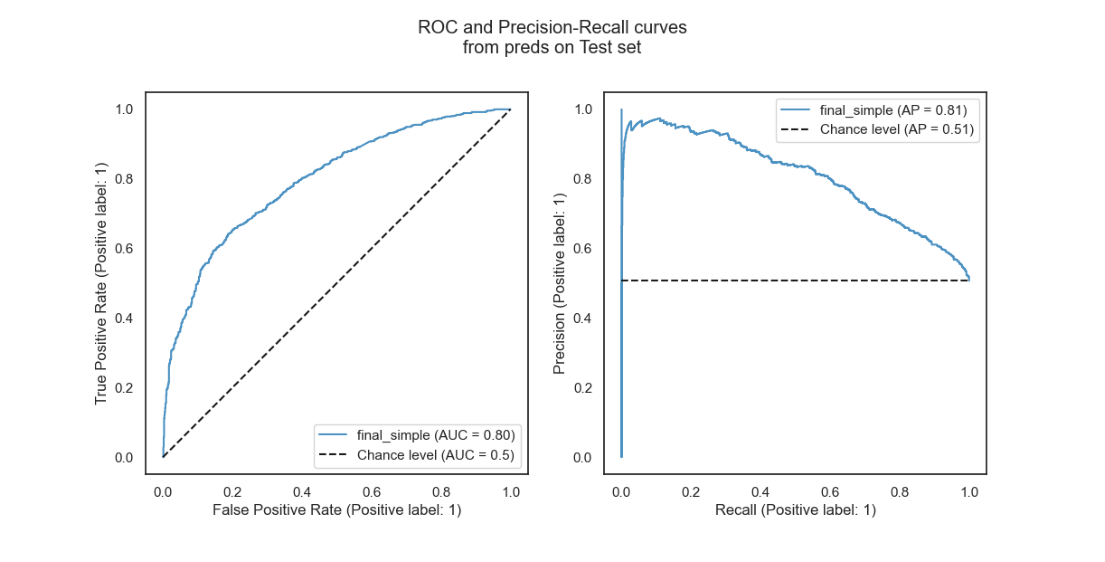 ROC and Precision-Recall curves
from preds on Test set
1.0
0.8
0.6
0.4
0.2
0.0
True Positive Rate (Positive label: 1)
final_simple (AUC = 0.80)
Chance level (AUC = 0.5)
0.0 0.2 0.4 0.6 0.8 1.0
False Positive Rate (Positive label: 1)
1.0
0.8
0.6
0.4
0.2
0.0
Precision (Positive label: 1)
final_simple (AP = 0.81)
Chance level (AP = 0.51)
0.0 0.2 0.4 0.6 0.8 1.0
Recall (Positive label: 1)